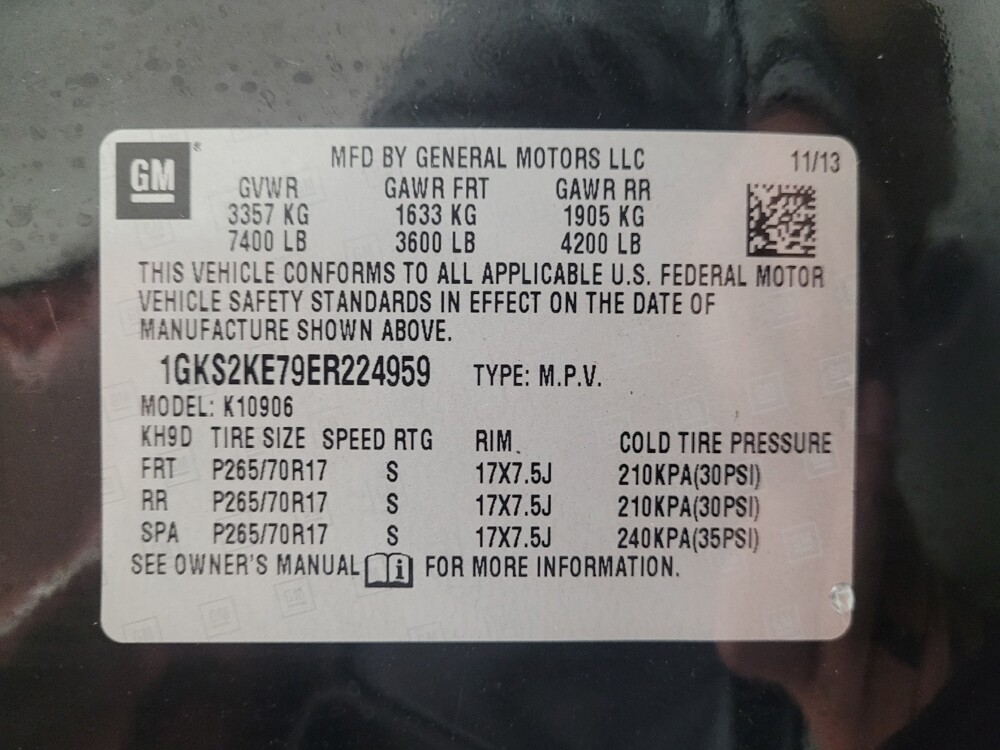 GM ® MFD BY GENERAL MOTORS LLC 11/13
GVWR GAWR FRT GAWR RR
3357 KG 1633 KG 1905 KG
7400 LB 3600 LB 4200 LB
THIS VEHICLE CONFORMS TO ALL APPLICABLE U.S. FEDERAL MOTOR
VEHICLE SAFETY STANDARDS IN EFFECT ON THE DATE OF
MANUFACTURE SHOWN ABOVE.
1GKS2KE79ER224959 TYPE: M.P.V.
MODEL: K10906
KH9D TIRE SIZE SPEED RTG RIM COLD TIRE PRESSURE
FRT P265/70R17 S 17X7.5J 210KPA(30PSI)
RR P265/70R17 S 17X7.5J 210KPA(30PSI)
SPA P265/70R17 S 17X7.5J 240KPA(35PSI)
SEE OWNER'S MANUAL i FOR MORE INFORMATION.